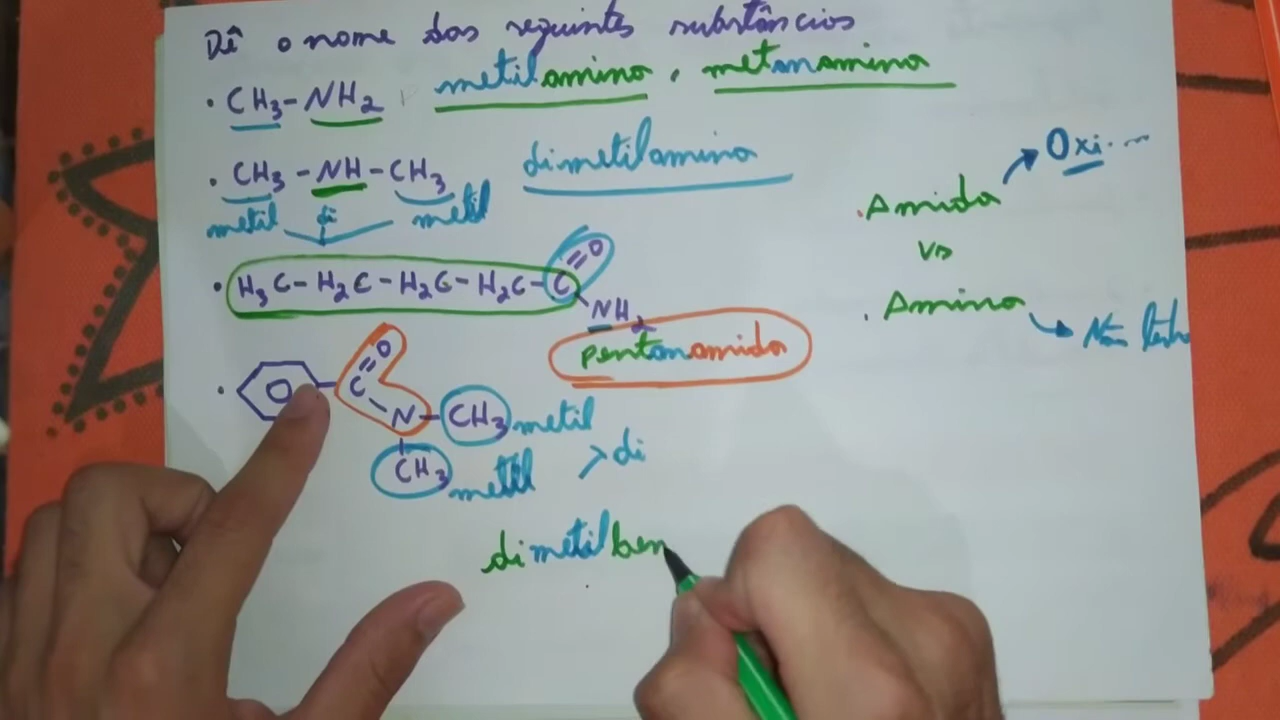 Dê o nome das seguintes substâncias
• CH3-NH2 metilamina, metanamina
• CH3-NH-CH3 dimetilamina
metil di metil
• H3C-H2C-H2C-H2C-C=O
NH2
pentanamida
• C=O
N-CH3 metil
CH3 metil > di
dimetilben
Oxi...
• Amida
vs
• Amina
Não tenho